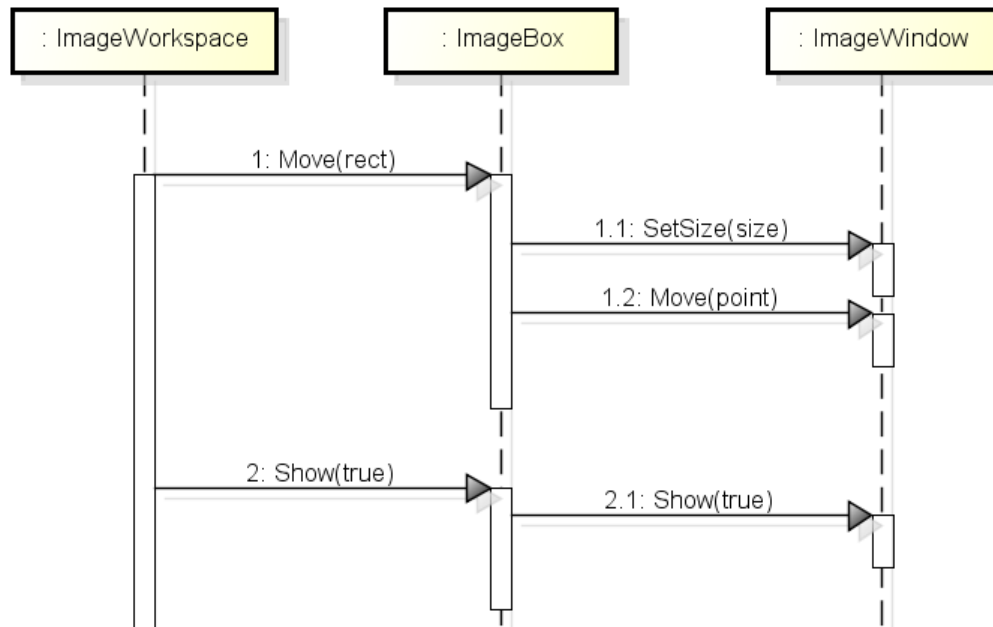 : ImageWorkspace
: ImageBox
: ImageWindow
1: Move(rect)
1.1: SetSize(size)
1.2: Move(point)
2: Show(true)
2.1: Show(true)